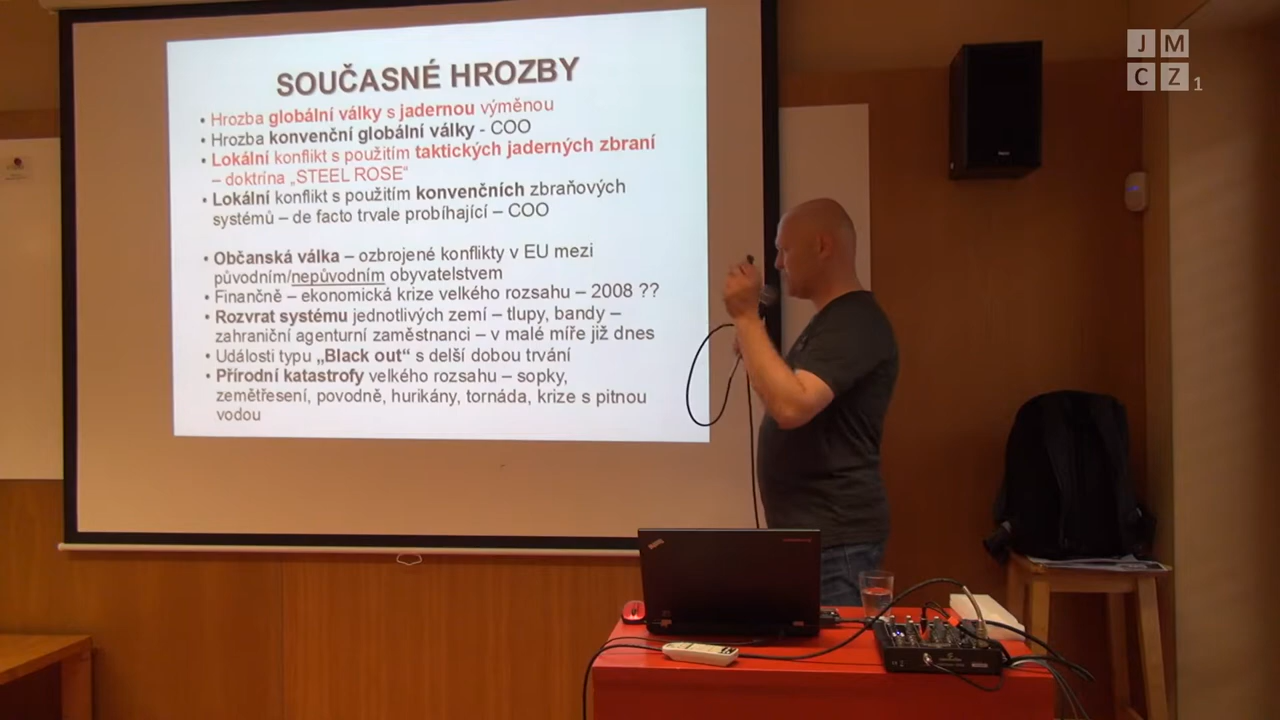 JM
CZ1
SOUČASNÉ HROZBY
• Hrozba globální války s jadernou výměnou
• Hrozba konvenční globální války - COO
• Lokální konflikt s použitím taktických jaderných zbraní
– doktrína „STEEL ROSE“
• Lokální konflikt s použitím konvenčních zbraňových
systémů – de facto trvale probíhající – COO
• Občanská válka – ozbrojené konflikty v EU mezi
původním/nepůvodním obyvatelstvem
• Finančně – ekonomická krize velkého rozsahu – 2008 ??
• Rozvrat systému jednotlivých zemí – tlupy, bandy –
zahraniční agenturní zaměstnanci – v malé míře již dnes
• Události typu „Black out“ s delší dobou trvání
• Přírodní katastrofy velkého rozsahu – sopky,
zemětřesení, povodně, hurikány, tornáda, krize s pitnou
vodou